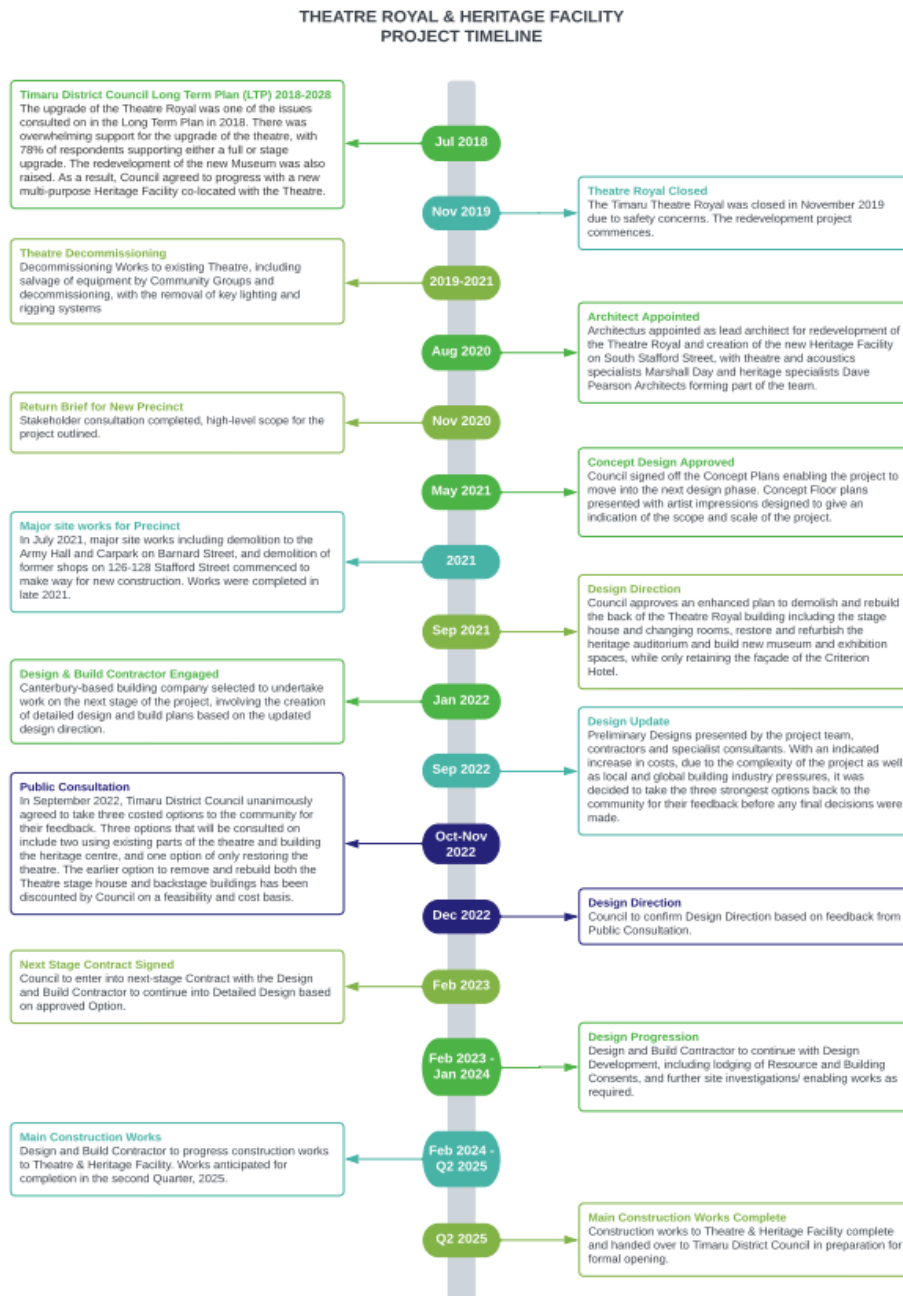 THEATRE ROYAL & HERITAGE FACILITY
PROJECT TIMELINE
Timaru District Council Long Term Plan (LTP) 2018-2028
The upgrade of the Theatre Royal was one of the issues
consulted on in the Long Term Plan in 2018. There was
overwhelming support for the upgrade of the theatre, with
78% of respondents supporting either a full or stage
upgrade. The redevelopment of the new Museum was also
raised. As a result, Council agreed to progress with a new
multi-purpose Heritage Facility co-located with the Theatre.
Jul 2018
Nov 2019
Theatre Royal Closed
The Timaru Theatre Royal was closed in November 2019
due to safety concerns. The redevelopment project
commences.
Theatre Decommissioning
Decommissioning Works to existing Theatre, including
salvage of equipment by Community Groups and
decommissioning, with the removal of key lighting and
rigging systems
2019-2021
Aug 2020
Architect Appointed
Architectus appointed as lead architect for redevelopment of
the Theatre Royal and creation of the new Heritage Facility
on South Stafford Street, with theatre and acoustics
specialists Marshall Day and heritage specialists Dave
Pearson Architects forming part of the team.
Return Brief for New Precinct
Stakeholder consultation completed, high-level scope for the
project outlined.
Nov 2020
May 2021
Concept Design Approved
Council signed off the Concept Plans enabling the project to
move into the next design phase. Concept Floor plans
presented with artist impressions designed to give an
indication of the scope and scale of the project.
Major site works for Precinct
In July 2021, major site works including demolition to the
Army Hall and Carpark on Barnard Street, and demolition of
former shops on 126-128 Stafford Street commenced to
make way for new construction. Works were completed in
late 2021.
2021
Sep 2021
Design Direction
Council approves an enhanced plan to demolish and rebuild
the back of the Theatre Royal building including the stage
house and changing rooms, restore and refurbish the
heritage auditorium and build new museum and exhibition
spaces, while only retaining the façade of the Criterion
Hotel.
Design & Build Contractor Engaged
Canterbury-based building company selected to undertake
work on the next stage of the project, involving the creation
of detailed design and build plans based on the updated
design direction.
Jan 2022
Sep 2022
Design Update
Preliminary Designs presented by the project team,
contractors and specialist consultants. With an indicated
increase in costs, due to the complexity of the project as well
as local and global building industry pressures, it was
decided to take the three strongest options back to the
community for their feedback before any final decisions were
made.
Public Consultation
In September 2022, Timaru District Council unanimously
agreed to take three costed options to the community for
their feedback. Three options that will be consulted on
include two using existing parts of the theatre and building
the heritage centre, and one option of only restoring the
theatre. The earlier option to remove and rebuild both the
Theatre stage house and backstage buildings has been
discounted by Council on a feasibility and cost basis.
Oct-Nov
2022
Dec 2022
Design Direction
Council to confirm Design Direction based on feedback from
Public Consultation.
Next Stage Contract Signed
Council to enter into next-stage Contract with the Design
and Build Contractor to continue into Detailed Design based
on approved Option.
Feb 2023
Feb 2023 -
Jan 2024
Design Progression
Design and Build Contractor to continue with Design
Development, including lodging of Resource and Building
Consents, and further site investigations/ enabling works as
required.
Main Construction Works
Design and Build Contractor to progress construction works
to Theatre & Heritage Facility. Works anticipated for
completion in the second Quarter, 2025.
Feb 2024 -
Q2 2025
Q2 2025
Main Construction Works Complete
Construction works to Theatre & Heritage Facility complete
and handed over to Timaru District Council in preparation for
formal opening.